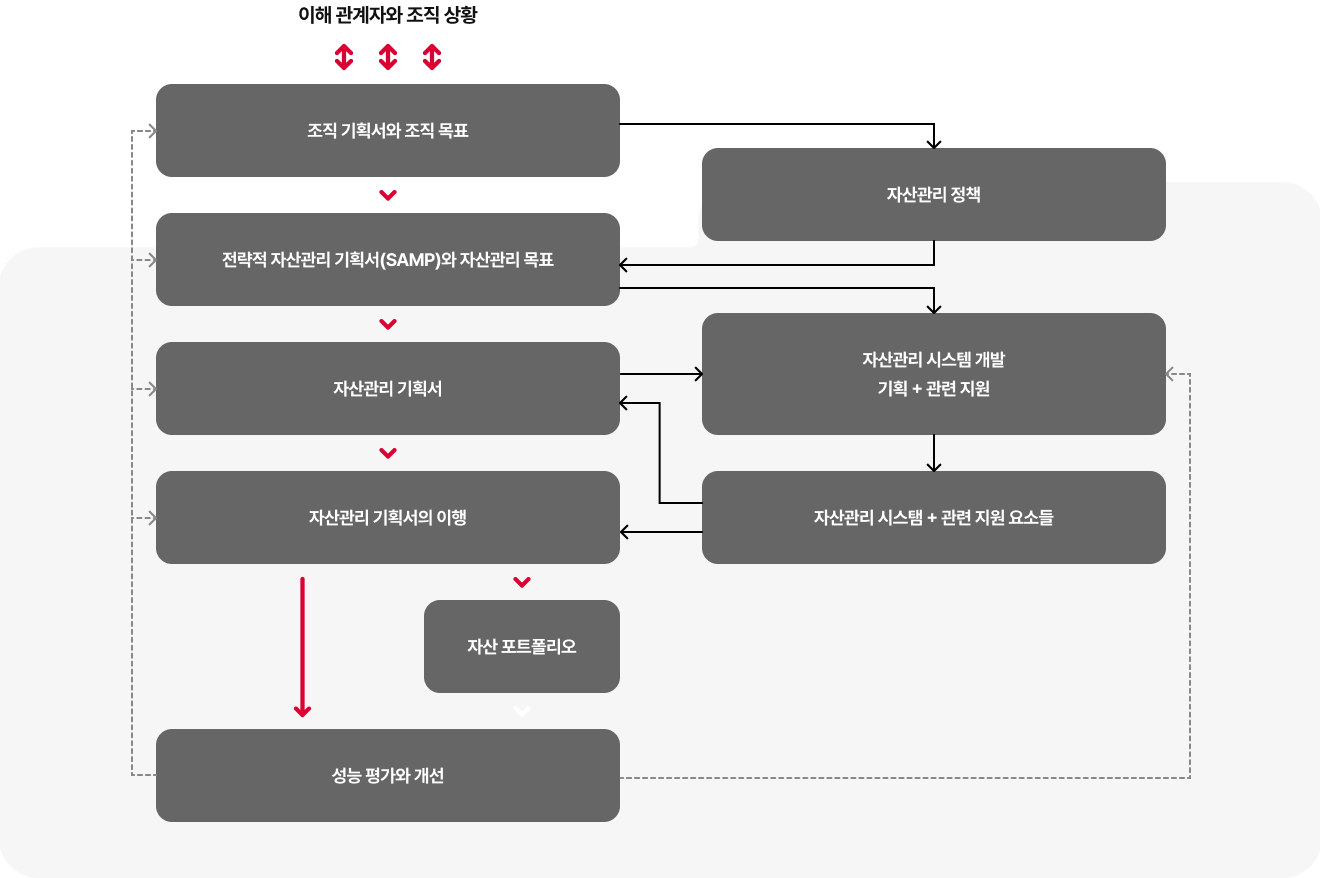 이해 관계자와 조직 상황
조직 기획서와 조직 목표
자산관리 정책
전략적 자산관리 기획서(SAMP)와 자산관리 목표
자산관리 시스템 개발
기획 + 관련 지원
자산관리 기획서
자산관리 기획서의 이행
자산관리 시스탬 + 관련 지원 요소들
자산 포트폴리오
성능 평가와 개선